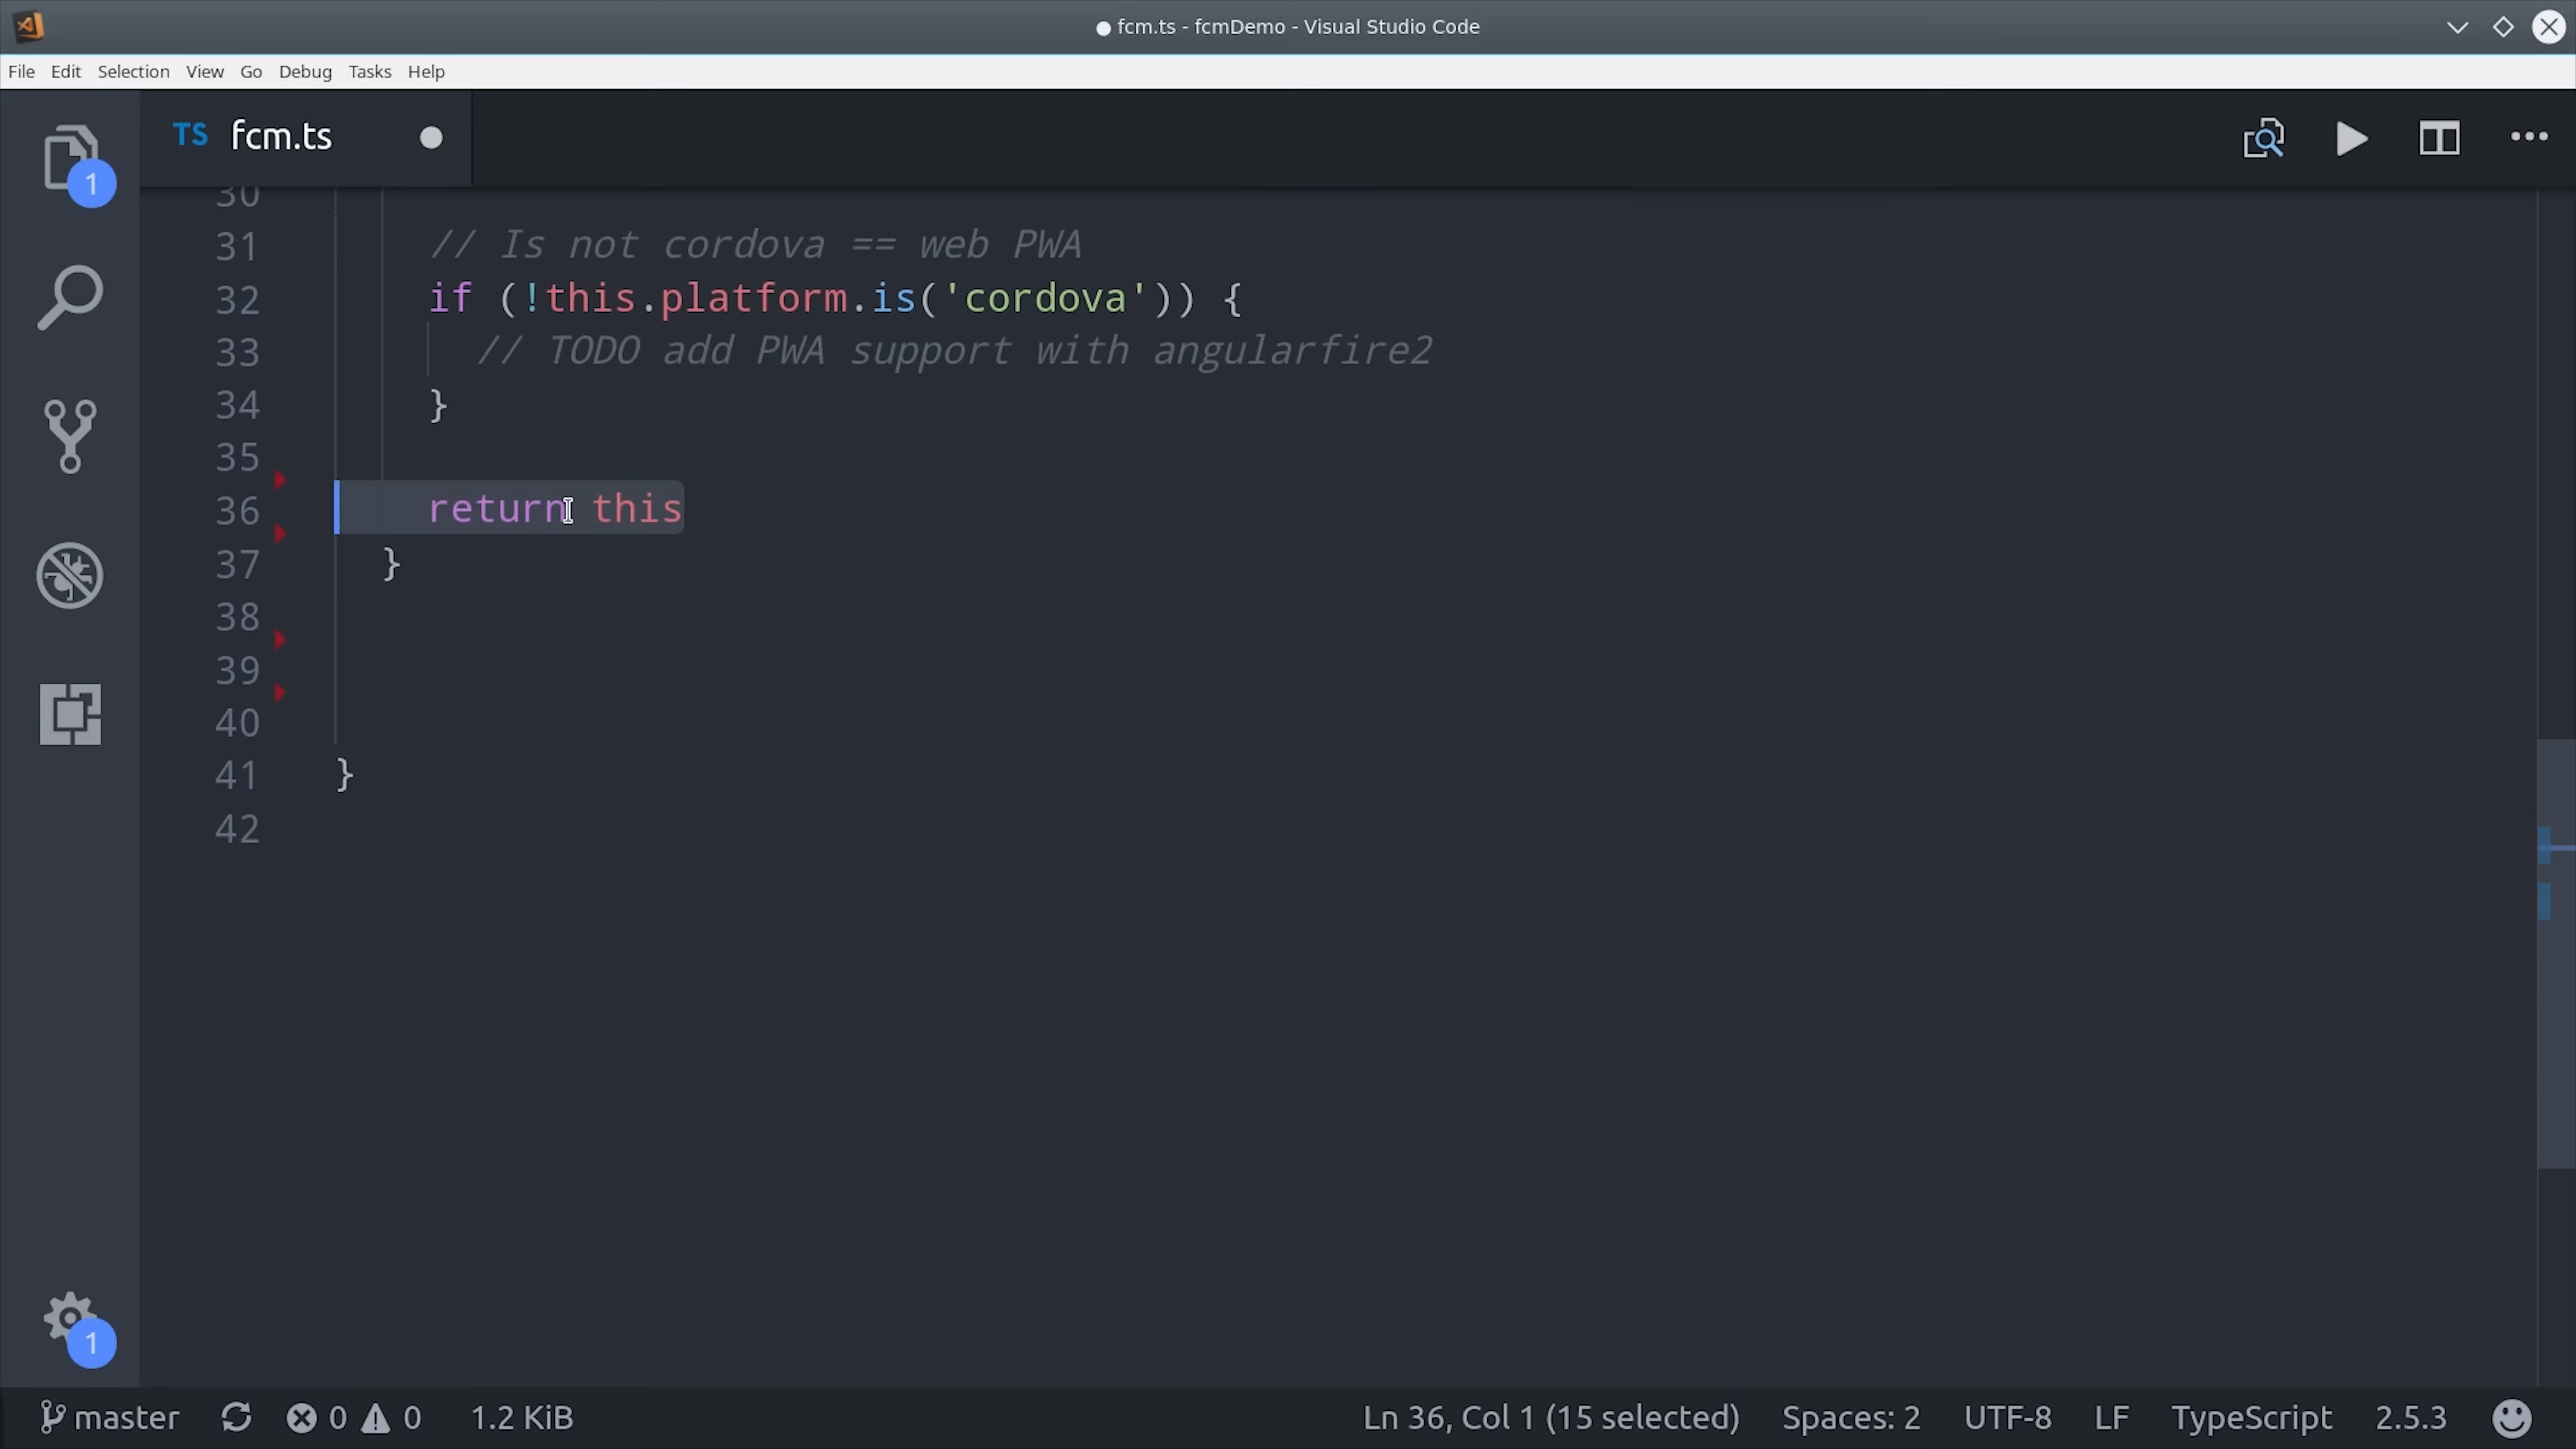 fcm.ts - fcmDemo - Visual Studio Code
File Edit Selection View Go Debug Tasks Help
TS fcm.ts
1
30
31 // Is not cordova == web PWA
32 if (!this.platform.is('cordova')) {
33 // TODO add PWA support with angularfire2
34 }
35
36 return this
37 }
38
39
40
41 }
42
1
master 0 0 1.2 KiB Ln 36, Col 1 (15 selected) Spaces: 2 UTF-8 LF TypeScript 2.5.3